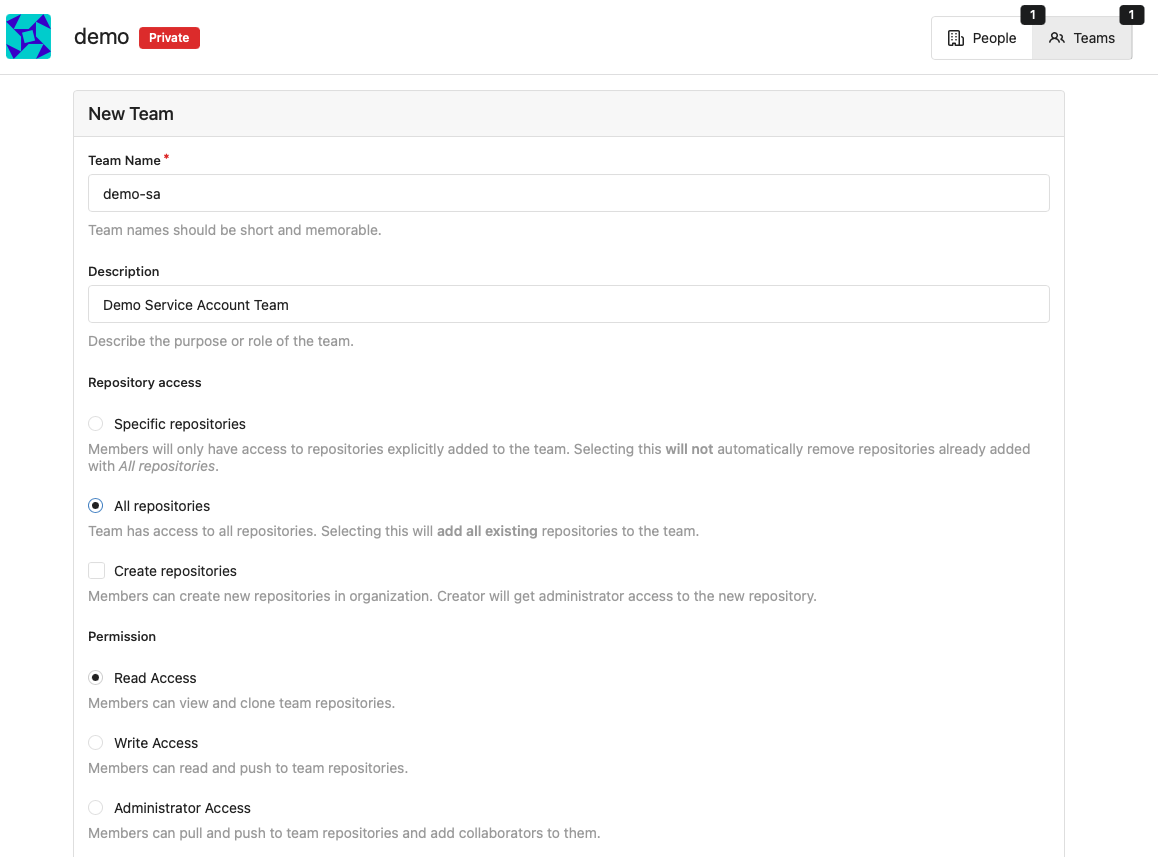 demo Private
1
People
1
Teams
New Team
Team Name*
demo-sa
Team names should be short and memorable.
Description
Demo Service Account Team
Describe the purpose or role of the team.
Repository access
Specific repositories
Members will only have access to repositories explicitly added to the team. Selecting this will not automatically remove repositories already added
with All repositories.
All repositories
Team has access to all repositories. Selecting this will add all existing repositories to the team.
Create repositories
Members can create new repositories in organization. Creator will get administrator access to the new repository.
Permission
Read Access
Members can view and clone team repositories.
Write Access
Members can read and push to team repositories.
Administrator Access
Members can pull and push to team repositories and add collaborators to them.